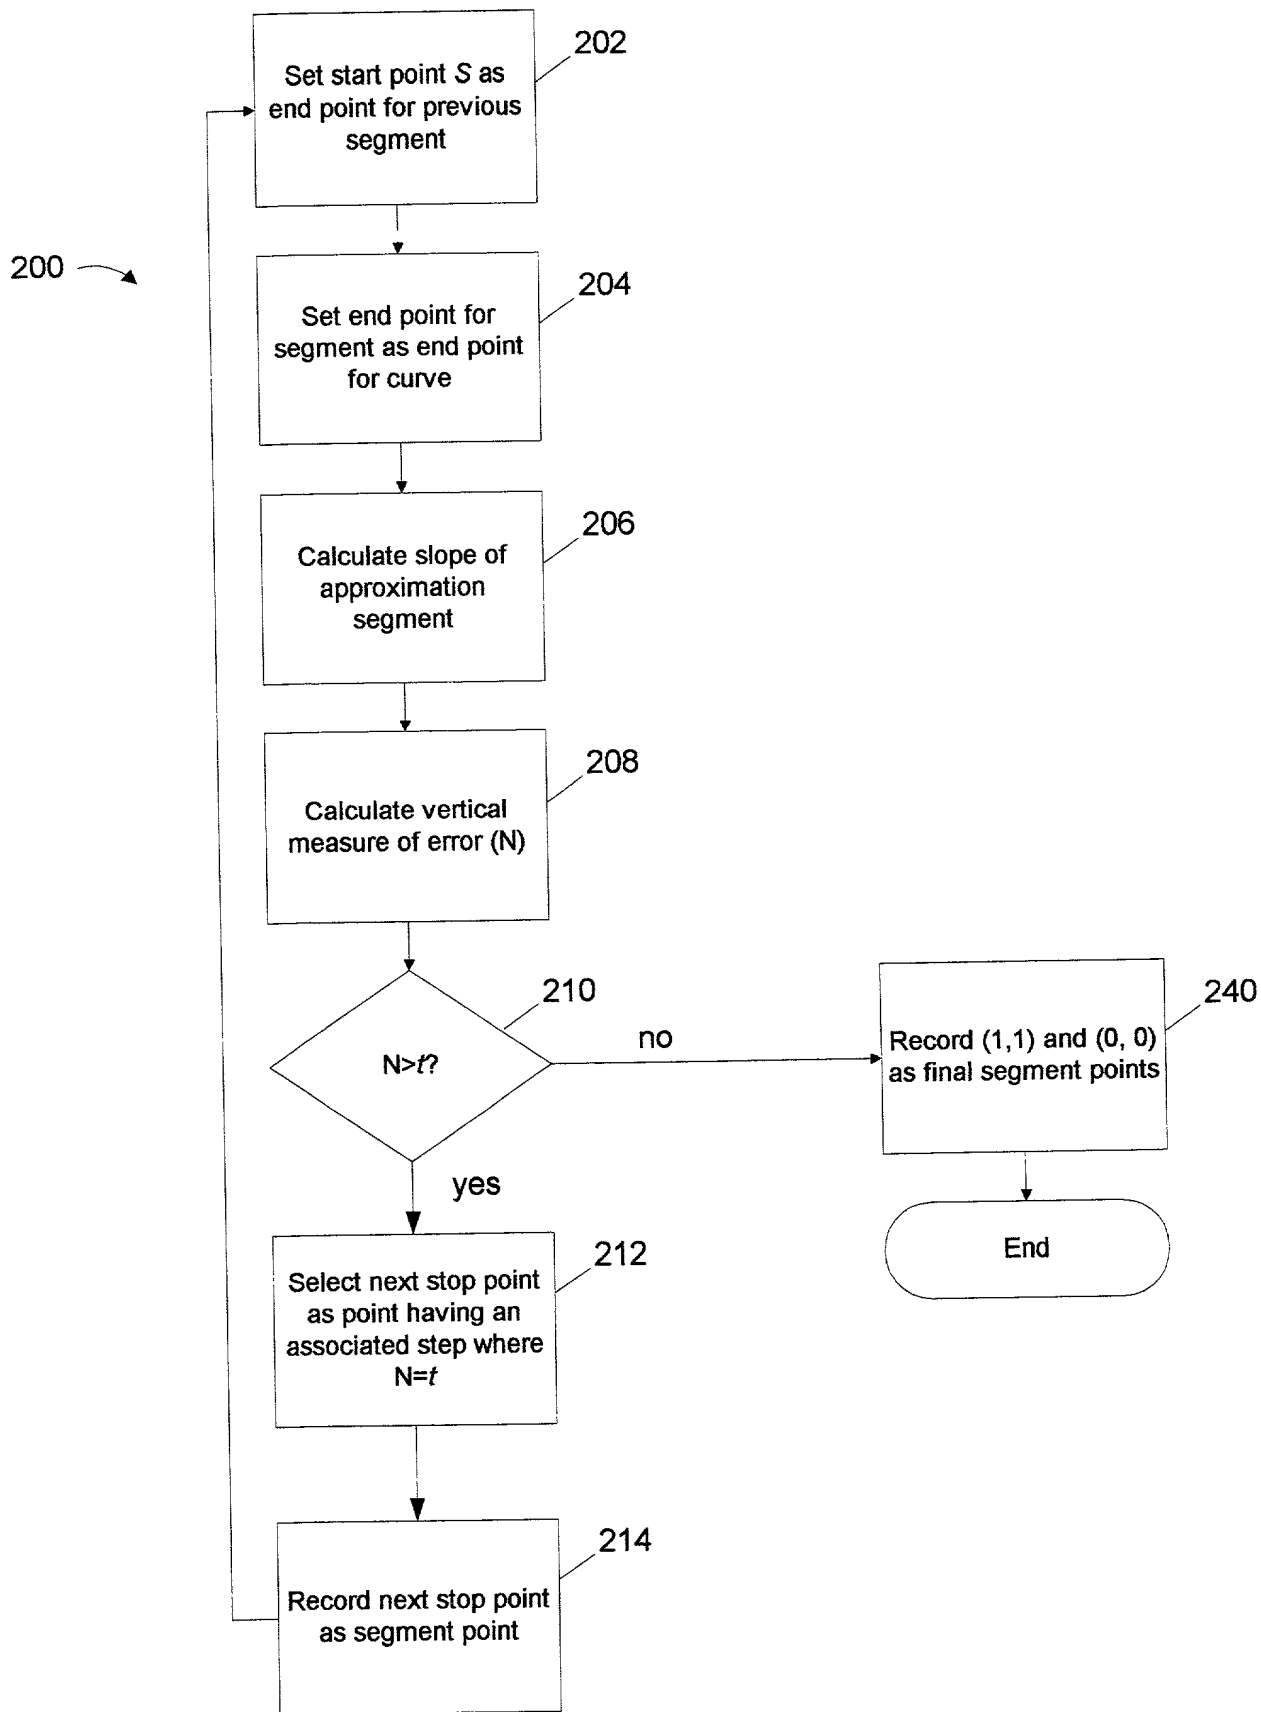 202
Set start point S as
end point for previous
segment
200
204
Set end point for
segment as end point
for curve
206
Calculate slope of
approximation
segment
208
Calculate vertical
measure of error (N)
210
N>t?
no
240
Record (1,1) and (0, 0)
as final segment points
yes
End
212
Select next stop point
as point having an
associated step where
N=t
214
Record next stop point
as segment point